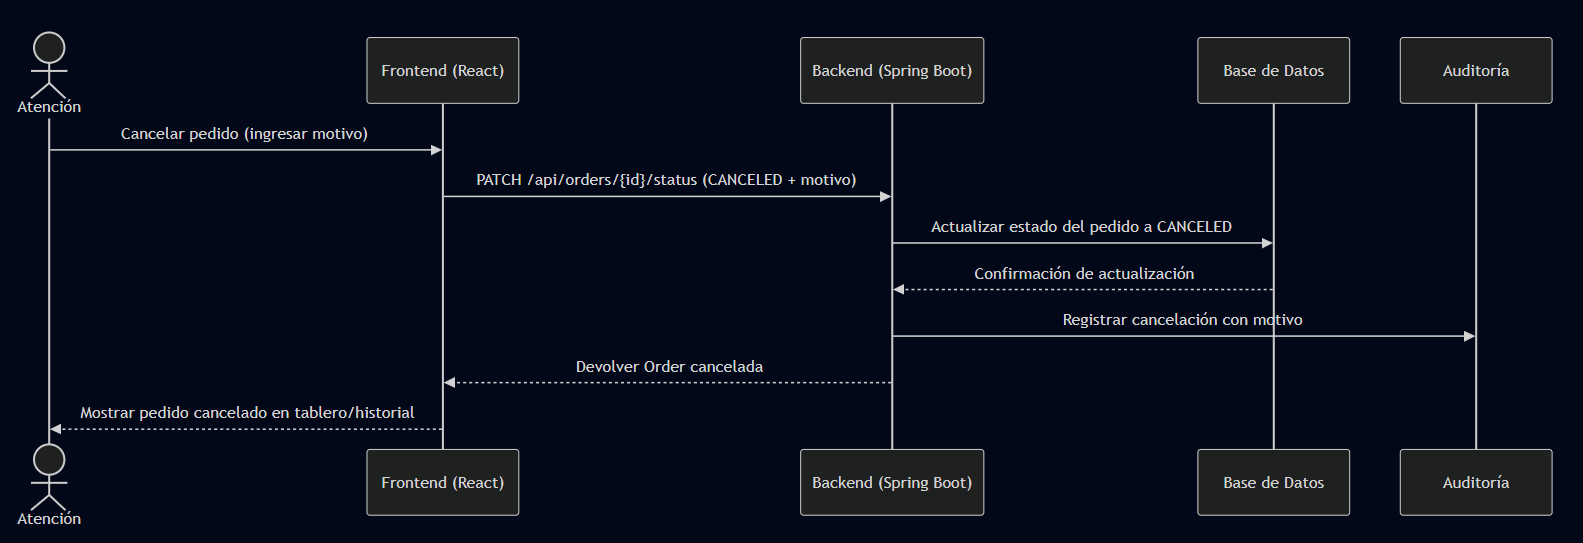 Atención
Frontend (React)
Backend (Spring Boot)
Base de Datos
Auditoría
Cancelar pedido (ingresar motivo)
PATCH /api/orders/{id}/status (CANCELED + motivo)
Actualizar estado del pedido a CANCELED
Confirmación de actualización
Registrar cancelación con motivo
Devolver Order cancelada
Mostrar pedido cancelado en tablero/historial
Atención
Frontend (React)
Backend (Spring Boot)
Base de Datos
Auditoría